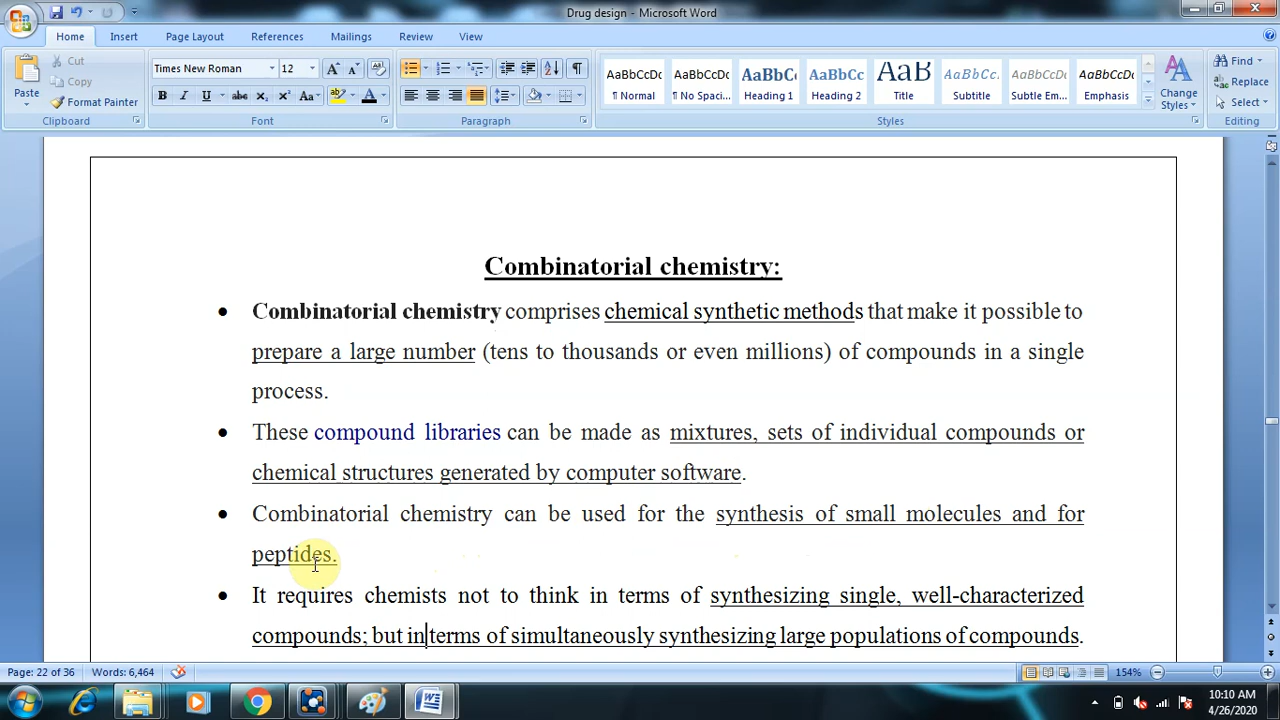 Drug design - Microsoft Word
Home Insert Page Layout References Mailings Review View
Paste
Cut
Copy
Format Painter
Clipboard
Times New Roman 12
B I U abc x₂ x² Aa A
Font
Paragraph
AaBbCcDc AaBbCcDc AaBbC AaBbCc AaB AaBbCc. AaBbCcDc AaBbCcDc
¶ Normal ¶ No Spaci... Heading 1 Heading 2 Title Subtitle Subtle Em... Emphasis
Styles
Change
Styles
Find
Replace
Select
Editing
Combinatorial chemistry:
• Combinatorial chemistry comprises chemical synthetic methods that make it possible to
prepare a large number (tens to thousands or even millions) of compounds in a single
process.
• These compound libraries can be made as mixtures, sets of individual compounds or
chemical structures generated by computer software.
• Combinatorial chemistry can be used for the synthesis of small molecules and for
peptides.
• It requires chemists not to think in terms of synthesizing single, well-characterized
compounds; but in terms of simultaneously synthesizing large populations of compounds.
Page: 22 of 36 Words: 6,464 154%
10:10 AM
4/26/2020